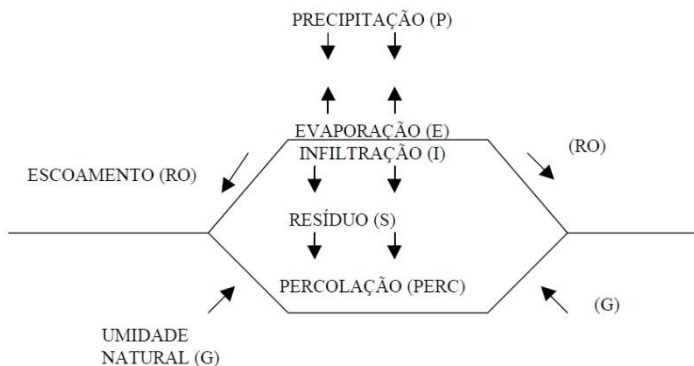 PRECIPITAÇÃO (P)
EVAPORAÇÃO (E)
INFILTRAÇÃO (I)
(RO)
ESCOAMENTO (RO)
RESÍDUO (S)
PERCOLAÇÃO (PERC)
(G)
UMIDADE
NATURAL (G)